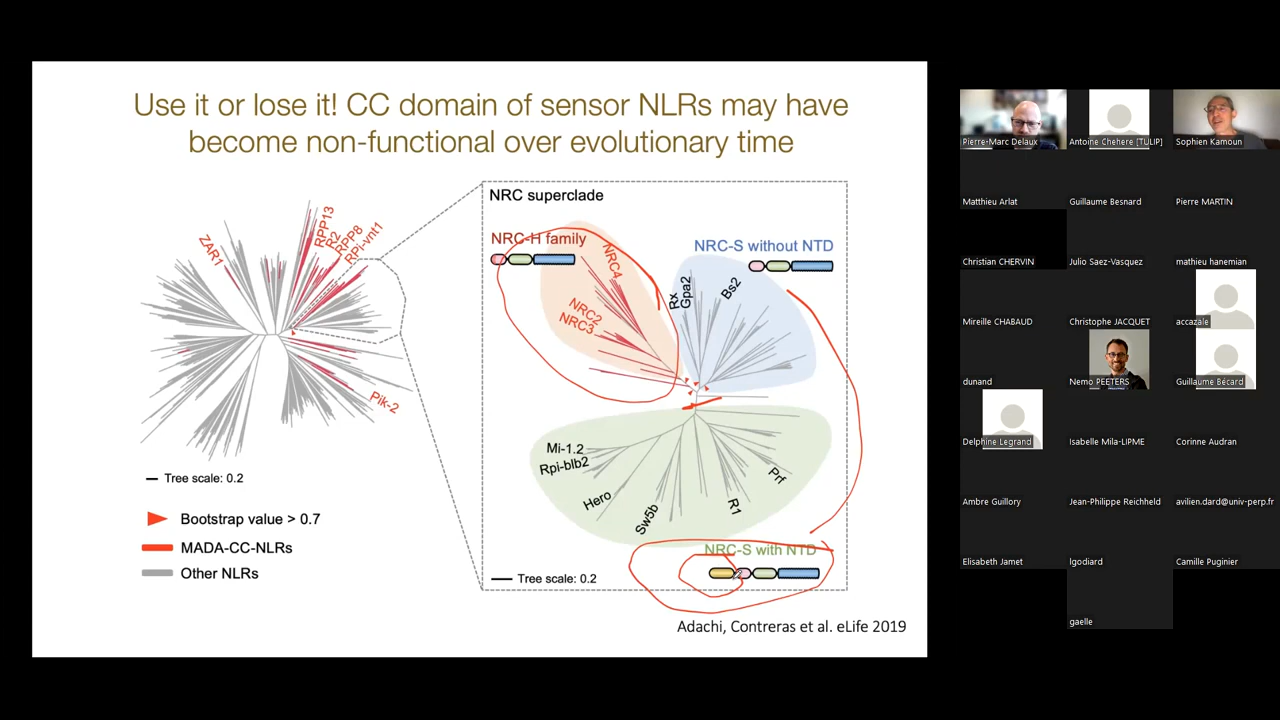 Use it or lose it! CC domain of sensor NLRs may have
become non-functional over evolutionary time
ZAR1
RPP13
R2
RPP8
RPi-vnt1
Pik-2
Tree scale: 0.2
Bootstrap value > 0.7
MADA-CC-NLRs
Other NLRs
NRC superclade
NRC-H family
NRC4
NRC2
NRC3
NRC-S without NTD
Rx
Gpa2
Bs2
Mi-1.2
Rpi-blb2
Hero
Sw5b
R1
Prf
NRC-S with NTD
Tree scale: 0.2
Adachi, Contreras et al. eLife 2019
Pierre-Marc Delaux
Antoine Chehere [TULIP]
Sophien Kamoun
Matthieu Arlat
Guillaume Besnard
Pierre MARTIN
Christian CHERVIN
Julio Saez-Vasquez
mathieu hanemian
Mireille CHABAUD
Christophe JACQUET
accazale
dunand
Nemo PEETERS
Guillaume Bécard
Delphine Legrand
Isabelle Mila-LIPME
Corinne Audran
Ambre Guillory
Jean-Philippe Reichheld
avilien.dard@univ-perp.fr
Elisabeth Jamet
lgodiard
Camille Puginier
gaelle